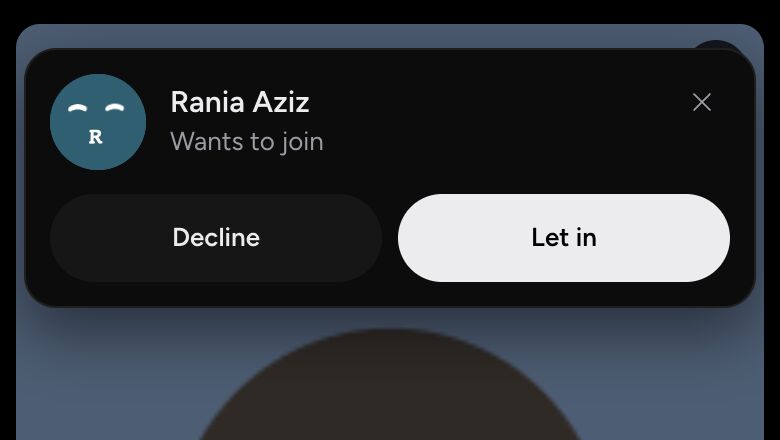 Rania Aziz
Wants to join
R
Decline
Let in